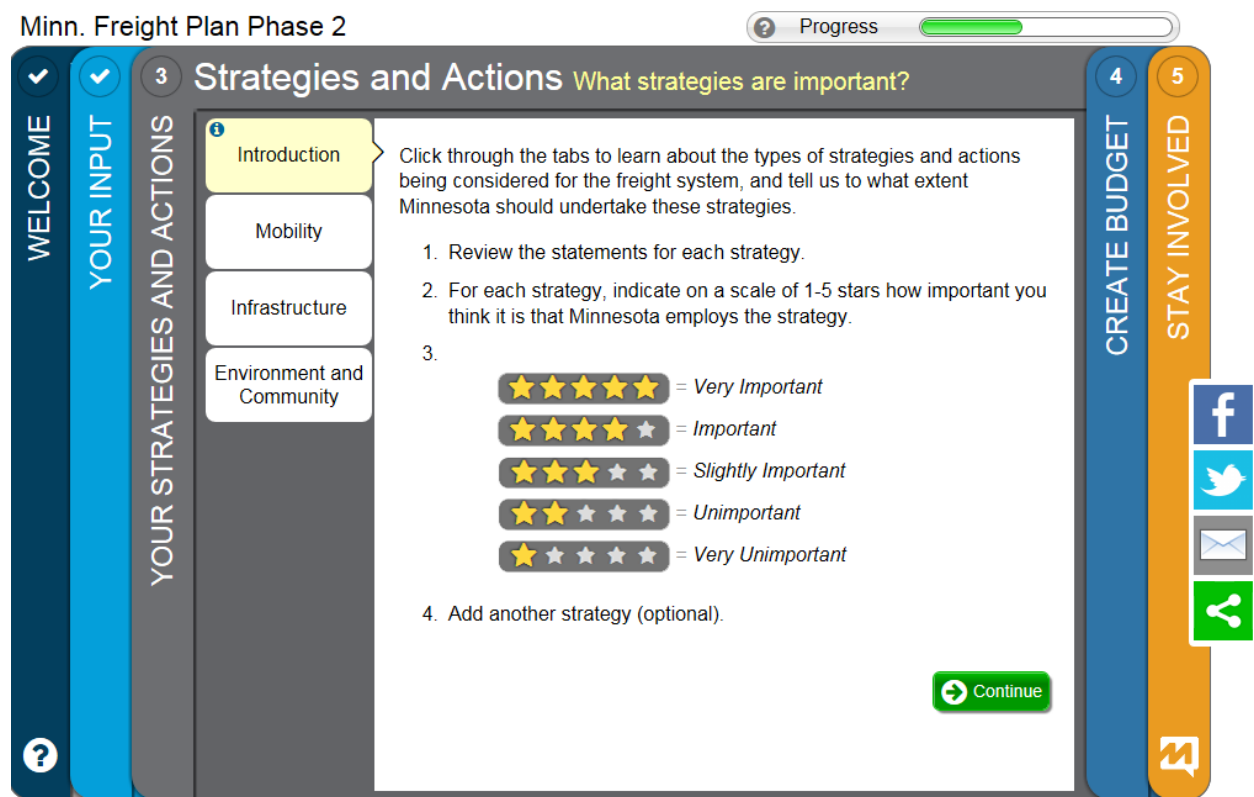 Minn. Freight Plan Phase 2
? Progress
WELCOME
YOUR INPUT
3
YOUR STRATEGIES AND ACTIONS
Strategies and Actions What strategies are important?
i
Introduction
Mobility
Infrastructure
Environment and
Community
Click through the tabs to learn about the types of strategies and actions
being considered for the freight system, and tell us to what extent
Minnesota should undertake these strategies.
1. Review the statements for each strategy.
2. For each strategy, indicate on a scale of 1-5 stars how important you
think it is that Minnesota employs the strategy.
3.
= Very Important
= Important
= Slightly Important
= Unimportant
= Very Unimportant
4. Add another strategy (optional).
Continue
4
CREATE BUDGET
5
STAY INVOLVED
f
?